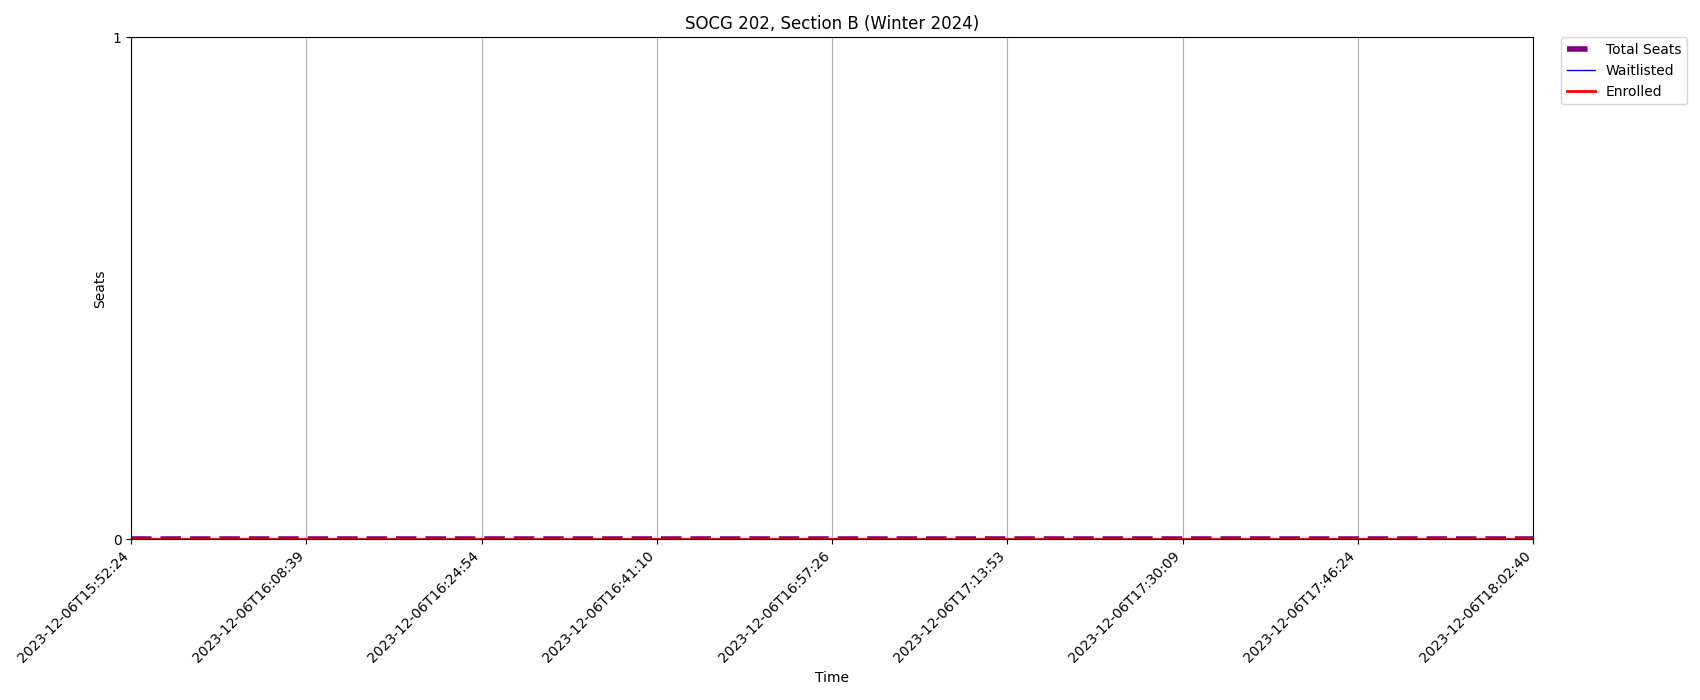 SOCG 202, Section B (Winter 2024)
1
0
Seats
2023-12-06T15:52:24
2023-12-06T16:08:39
2023-12-06T16:24:54
2023-12-06T16:41:10
2023-12-06T16:57:26
2023-12-06T17:13:53
2023-12-06T17:30:09
2023-12-06T17:46:24
2023-12-06T18:02:40
Time
Total Seats
Waitlisted
Enrolled